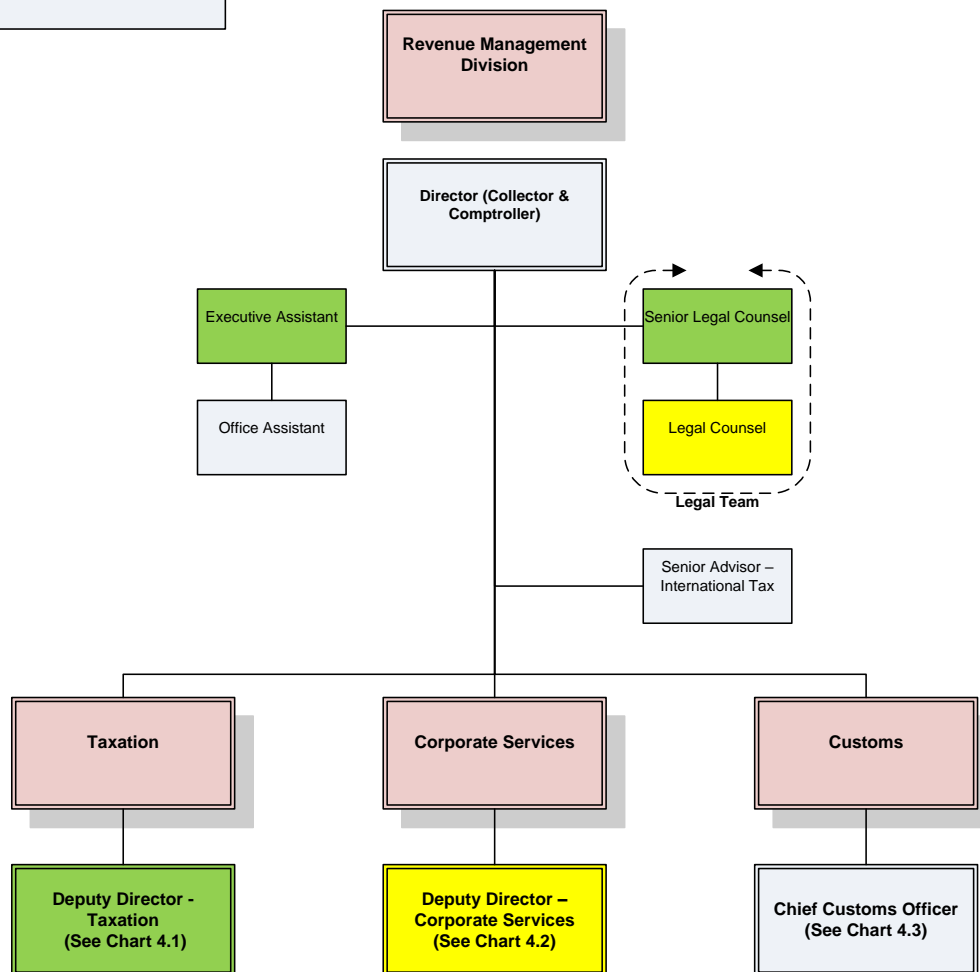 Revenue Management
Division
Director (Collector &
Comptroller)
Executive Assistant
Senior Legal Counsel
Office Assistant
Legal Counsel
Legal Team
Senior Advisor –
International Tax
Taxation
Corporate Services
Customs
Deputy Director -
Taxation
(See Chart 4.1)
Deputy Director –
Corporate Services
(See Chart 4.2)
Chief Customs Officer
(See Chart 4.3)